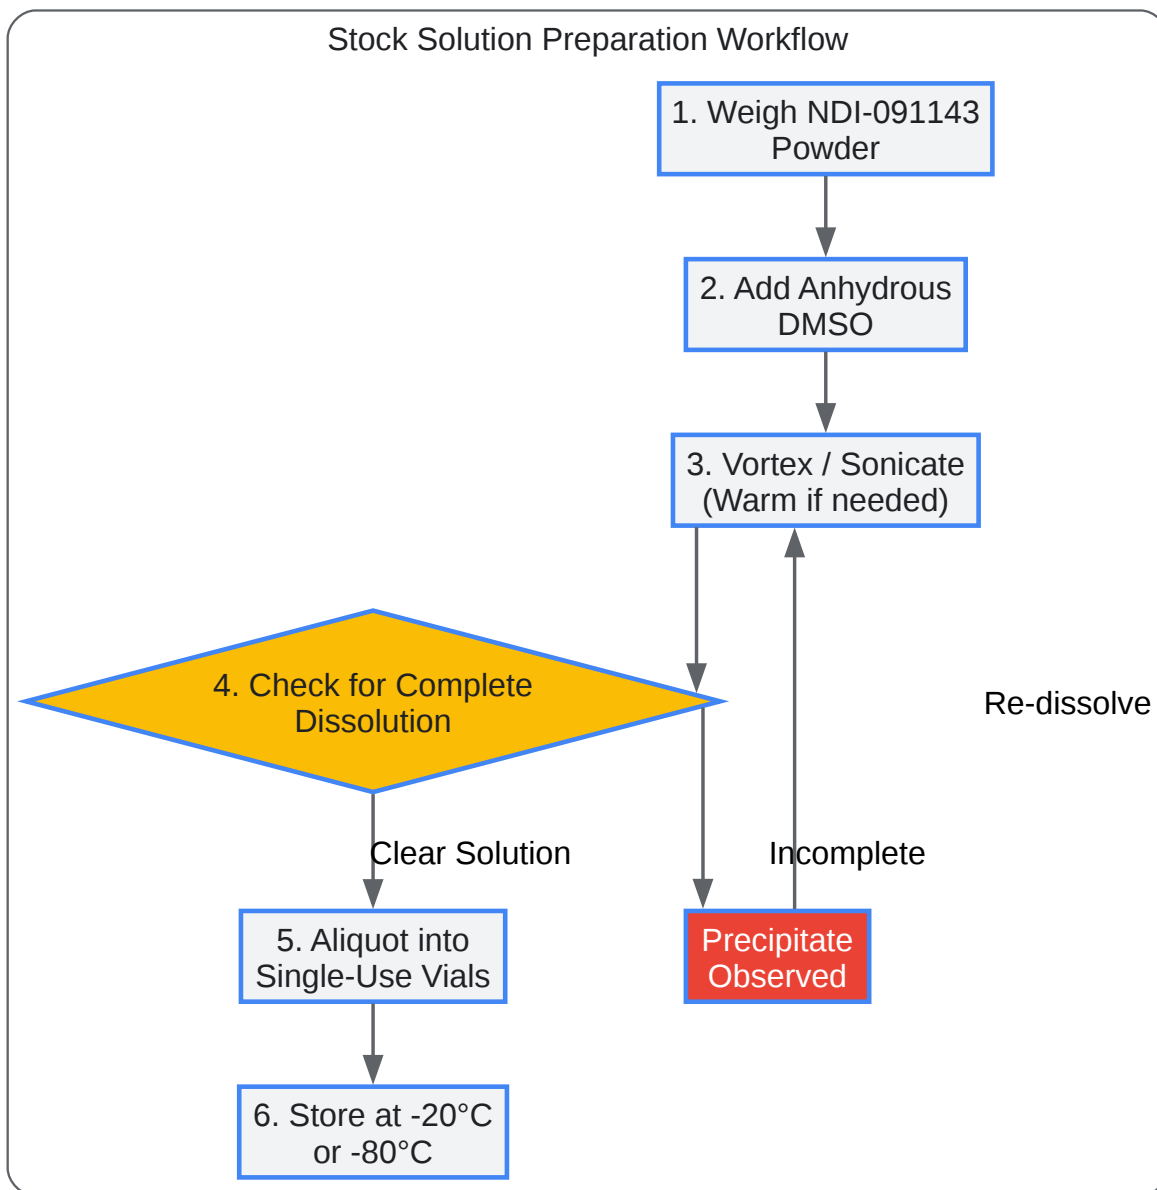 Stock Solution Preparation Workflow
1. Weigh NDI-091143
Powder
2. Add Anhydrous
DMSO
3. Vortex / Sonicate
(Warm if needed)
4. Check for Complete
Dissolution
Re-dissolve
Clear Solution
Incomplete
5. Aliquot into
Single-Use Vials
Precipitate
Observed
6. Store at -20°C
or -80°C